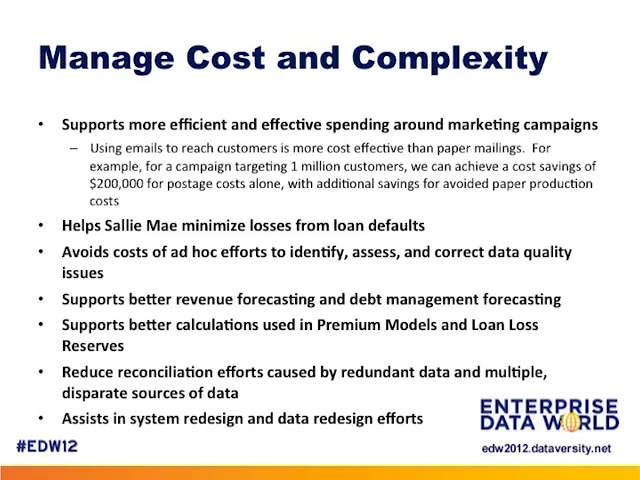 Manage Cost and Complexity
• Supports more efficient and effective spending around marketing campaigns
– Using emails to reach customers is more cost effective than paper mailings. For
example, for a campaign targeting 1 million customers, we can achieve a cost savings of
$200,000 for postage costs alone, with additional savings for avoided paper production
costs
• Helps Sallie Mae minimize losses from loan defaults
• Avoids costs of ad hoc efforts to identify, assess, and correct data quality
issues
• Supports better revenue forecasting and debt management forecasting
• Supports better calculations used in Premium Models and Loan Loss
Reserves
• Reduce reconciliation efforts caused by redundant data and multiple,
disparate sources of data
• Assists in system redesign and data redesign efforts
ENTERPRISE
DATA WORLD
#EDW12
edw2012.dataversity.net